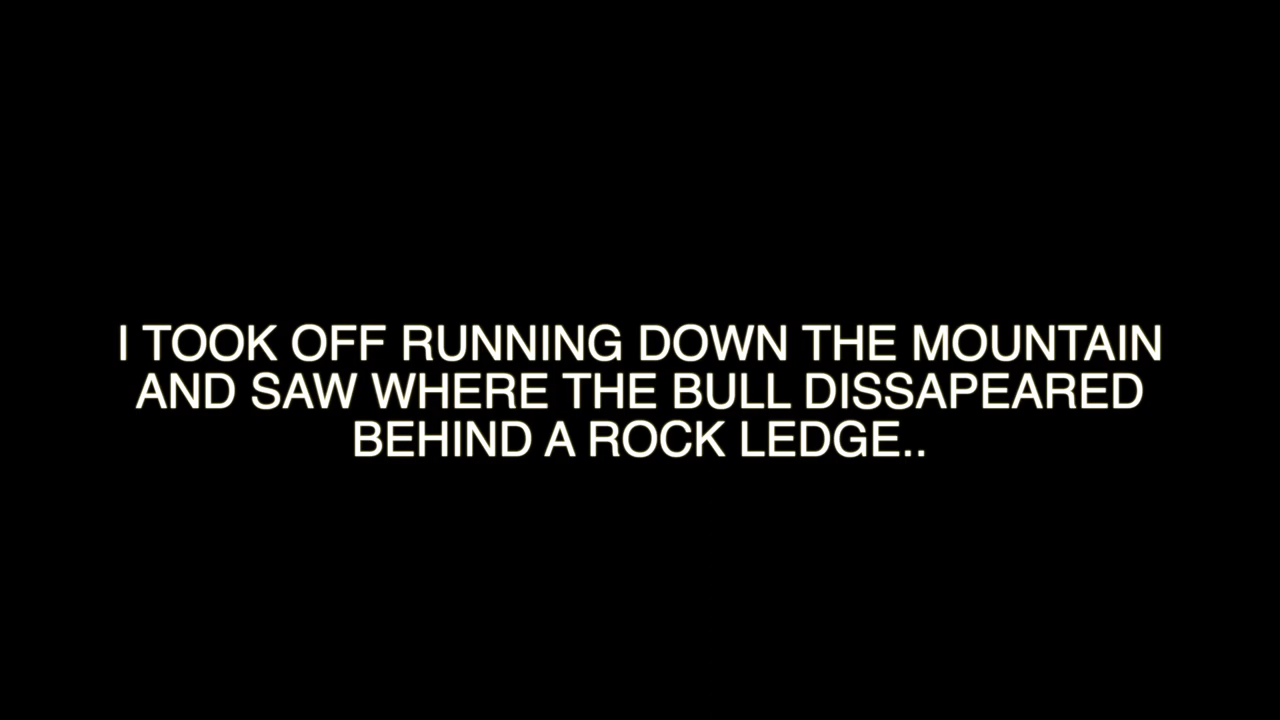 I TOOK OFF RUNNING DOWN THE MOUNTAIN
AND SAW WHERE THE BULL DISSAPEARED
BEHIND A ROCK LEDGE..